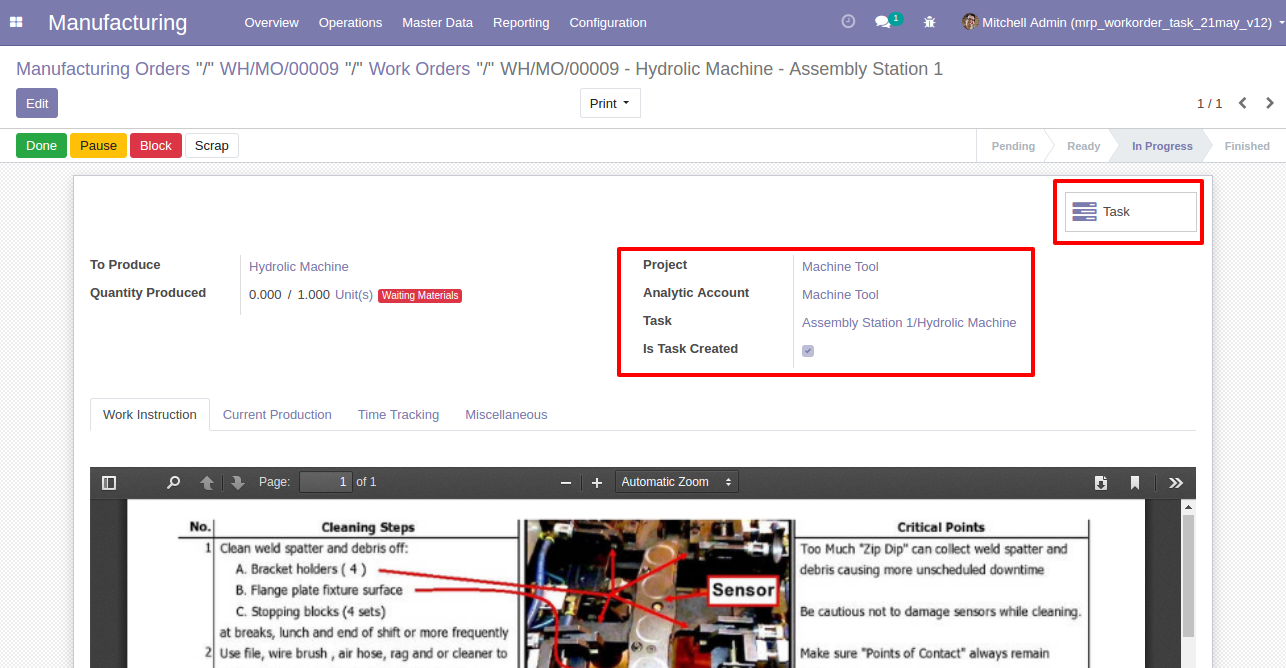 Manufacturing Overview Operations Master Data Reporting Configuration 1 Mitchell Admin (mrp_workorder_task_21may_v12)
Manufacturing Orders "/" WH/MO/00009 "/" Work Orders "/" WH/MO/00009 - Hydrolic Machine - Assembly Station 1
Edit Print 1 / 1
Done Pause Block Scrap Pending Ready In Progress Finished
Task
To Produce Hydrolic Machine
Quantity Produced 0.000 / 1.000 Unit(s) Waiting Materials
Project Machine Tool
Analytic Account Machine Tool
Task Assembly Station 1/Hydrolic Machine
Is Task Created
Work Instruction Current Production Time Tracking Miscellaneous
Page: 1 of 1 Automatic Zoom
No. Cleaning Steps Critical Points
1 Clean weld spatter and debris off: Too Much "Zip Dip" can collect weld spatter and
A. Bracket holders ( 4 ) debris causing more unscheduled downtime
B. Flange plate fixture surface Sensor
C. Stopping blocks (4 sets) Be cautious not to damage sensors while cleaning.
at breaks, lunch and end of shift or more frequently
2 Use file, wire brush , air hose, rag and or cleaner to Make sure "Points of Contact" always remain